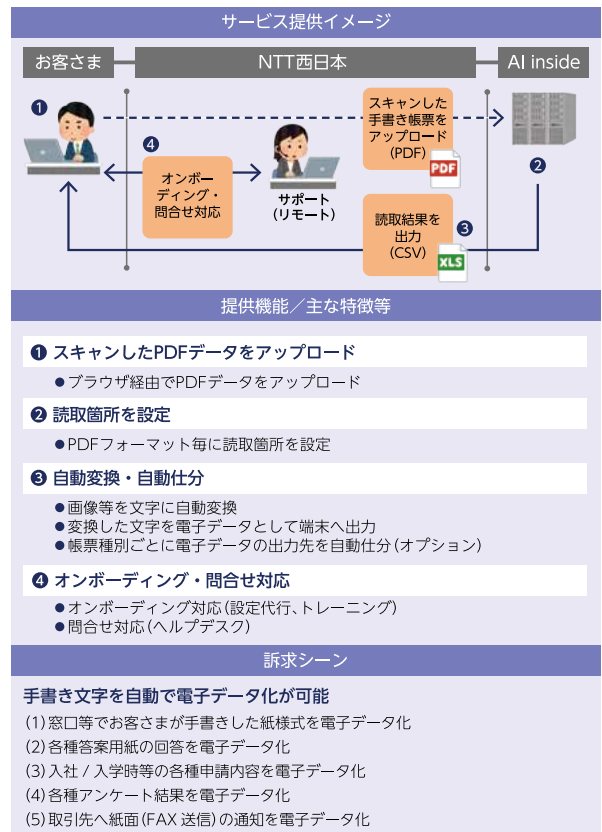 サービス提供イメージ
お客さま
NTT西日本
AI inside
❶
スキャンした
手書き帳票を
アップロード
(PDF)
PDF
❷
❹
オンボー
ディング・
問合せ対応
サポート
(リモート)
読取結果を
出力
(CSV)
❸
XLS
提供機能／主な特徴等
❶ スキャンしたPDFデータをアップロード
●ブラウザ経由でPDFデータをアップロード
❷ 読取箇所を設定
●PDFフォーマット毎に読取箇所を設定
❸ 自動変換・自動仕分
●画像等を文字に自動変換
●変換した文字を電子データとして端末へ出力
●帳票種別ごとに電子データの出力先を自動仕分(オプション)
❹ オンボーディング・問合せ対応
●オンボーディング対応(設定代行、トレーニング)
●問合せ対応(ヘルプデスク)
訴求シーン
手書き文字を自動で電子データ化が可能
(1)窓口等でお客さまが手書きした紙様式を電子データ化
(2)各種答案用紙の回答を電子データ化
(3)入社 / 入学時等の各種申請内容を電子データ化
(4)各種アンケート結果を電子データ化
(5)取引先へ紙面(FAX 送信)の通知を電子データ化